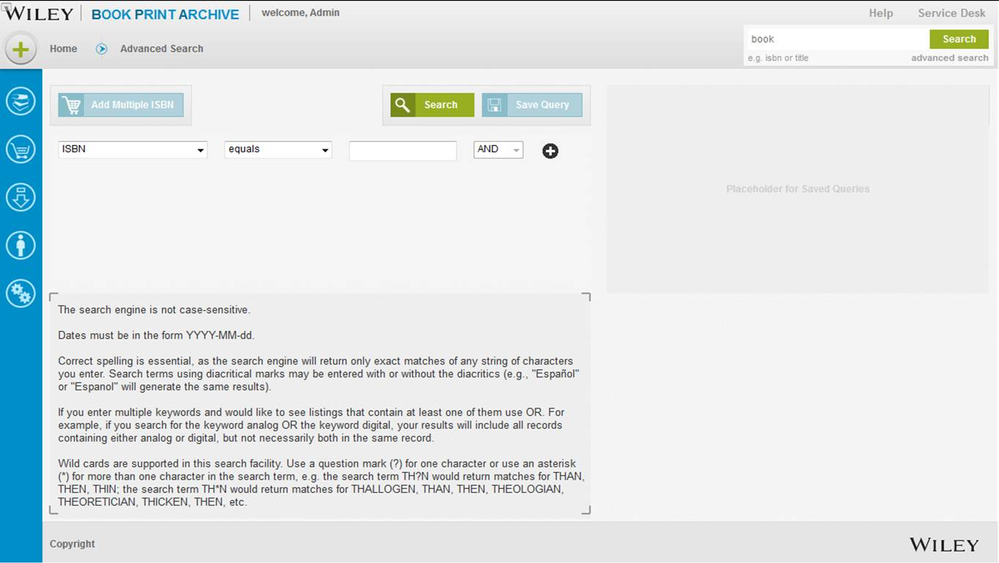 WILEY BOOK PRINT ARCHIVE welcome, Admin Help Service Desk
Home Advanced Search
book Search
e.g. isbn or title advanced search
Add Multiple ISBN Search Save Query
ISBN equals AND
Placeholder for Saved Queries
The search engine is not case-sensitive.
Dates must be in the form YYYY-MM-dd.
Correct spelling is essential, as the search engine will return only exact matches of any string of characters
you enter. Search terms using diacritical marks may be entered with or without the diacritics (e.g., "Español"
or "Espanol" will generate the same results).
If you enter multiple keywords and would like to see listings that contain at least one of them use OR. For
example, if you search for the keyword analog OR the keyword digital, your results will include all records
containing either analog or digital, but not necessarily both in the same record.
Wild cards are supported in this search facility. Use a question mark (?) for one character or use an asterisk
(*) for more than one character in the search term, e.g. the search term TH?N would return matches for THAN,
THEN, THIN; the search term TH*N would return matches for THALLOGEN, THAN, THEN, THEOLOGIAN,
THEORETICIAN, THICKEN, THEN, etc.
Copyright WILEY